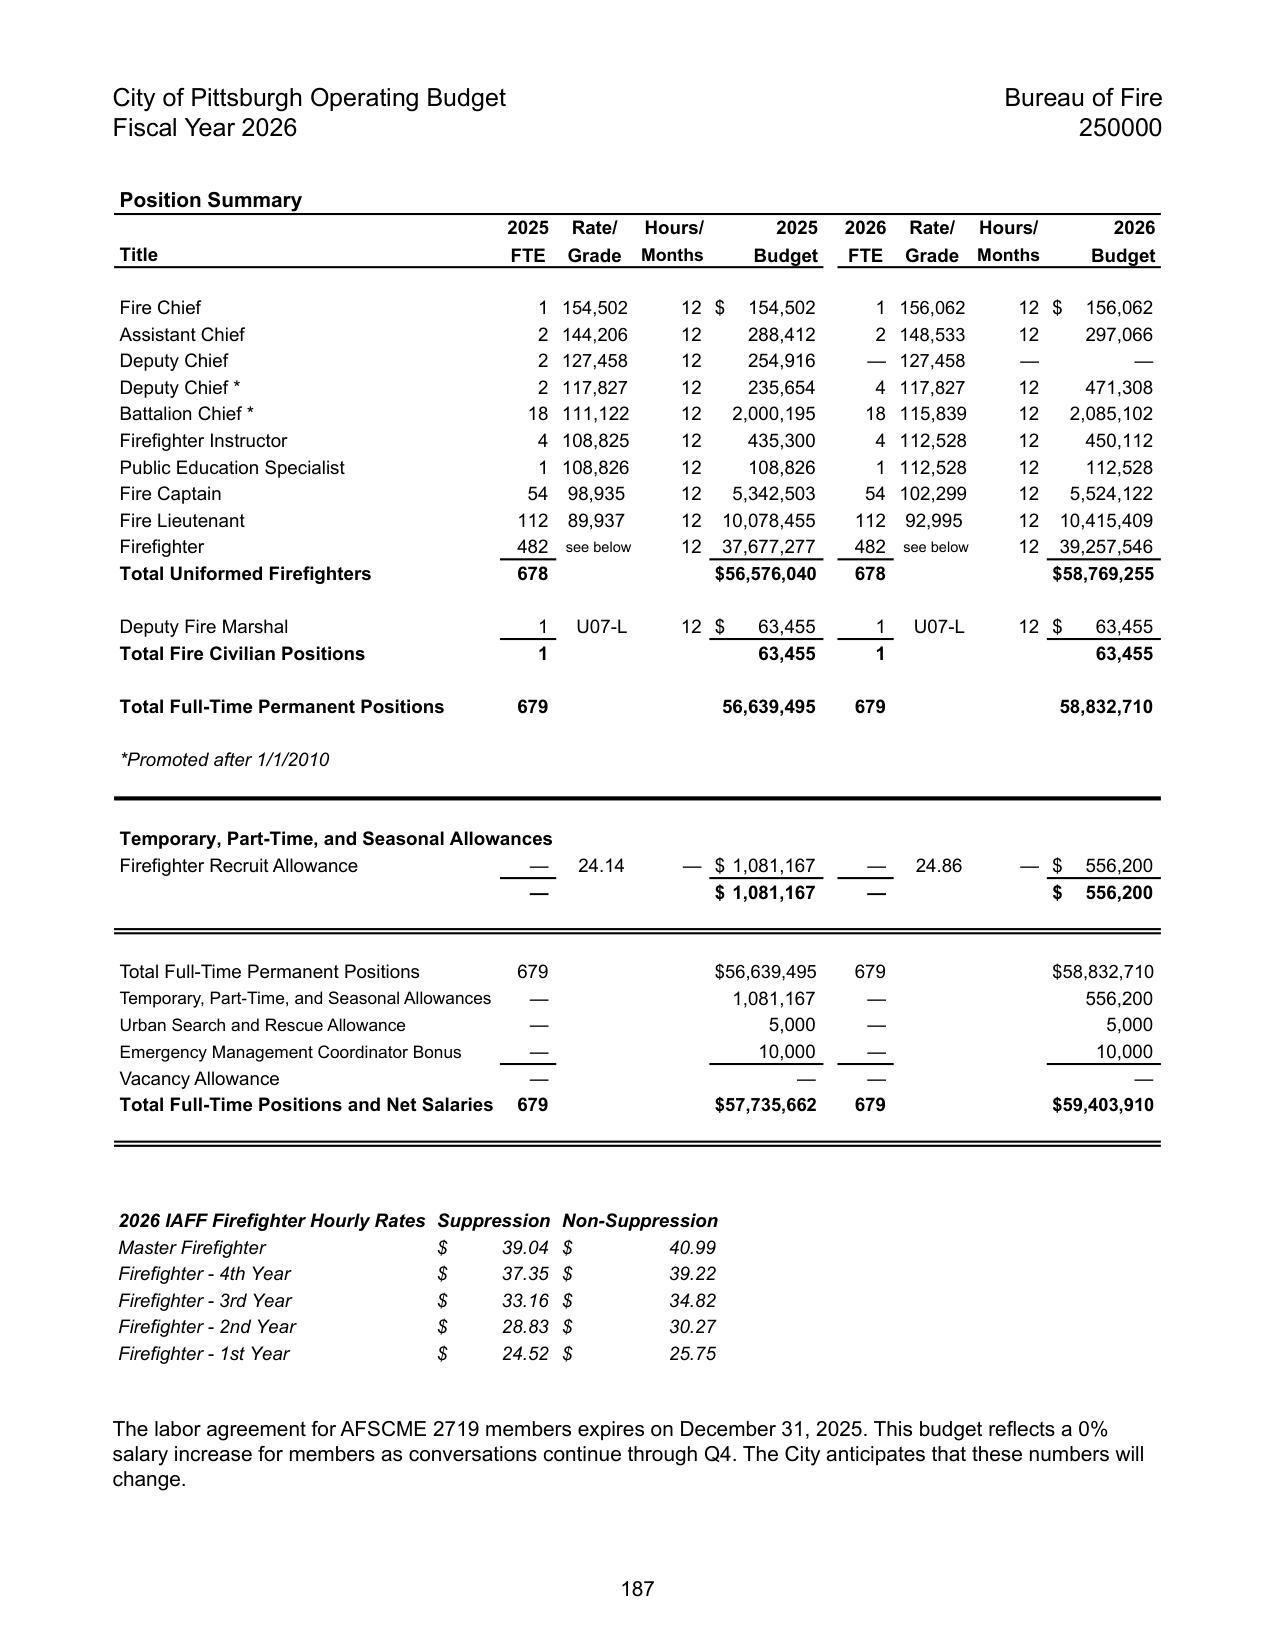 City of Pittsburgh Operating Budget Bureau of Fire
Fiscal Year 2026 250000
Position Summary
2025 Rate/ Hours/ 2025 2026 Rate/ Hours/ 2026
Title FTE Grade Months Budget FTE Grade Months Budget
Fire Chief 1 154,502 12 $ 154,502 1 156,062 12 $ 156,062
Assistant Chief 2 144,206 12 288,412 2 148,533 12 297,066
Deputy Chief 2 127,458 12 254,916 — 127,458 — —
Deputy Chief * 2 117,827 12 235,654 4 117,827 12 471,308
Battalion Chief * 18 111,122 12 2,000,195 18 115,839 12 2,085,102
Firefighter Instructor 4 108,825 12 435,300 4 112,528 12 450,112
Public Education Specialist 1 108,826 12 108,826 1 112,528 12 112,528
Fire Captain 54 98,935 12 5,342,503 54 102,299 12 5,524,122
Fire Lieutenant 112 89,937 12 10,078,455 112 92,995 12 10,415,409
Firefighter 482 see below 12 37,677,277 482 see below 12 39,257,546
Total Uniformed Firefighters 678 $56,576,040 678 $58,769,255
Deputy Fire Marshal 1 U07-L 12 $ 63,455 1 U07-L 12 $ 63,455
Total Fire Civilian Positions 1 63,455 1 63,455
Total Full-Time Permanent Positions 679 56,639,495 679 58,832,710
*Promoted after 1/1/2010
Temporary, Part-Time, and Seasonal Allowances
Firefighter Recruit Allowance — 24.14 — $ 1,081,167 — 24.86 — $ 556,200
— $ 1,081,167 — $ 556,200
Total Full-Time Permanent Positions 679 $56,639,495 679 $58,832,710
Temporary, Part-Time, and Seasonal Allowances — 1,081,167 — 556,200
Urban Search and Rescue Allowance — 5,000 — 5,000
Emergency Management Coordinator Bonus — 10,000 — 10,000
Vacancy Allowance — — — —
Total Full-Time Positions and Net Salaries 679 $57,735,662 679 $59,403,910
2026 IAFF Firefighter Hourly Rates Suppression Non-Suppression
Master Firefighter $ 39.04 $ 40.99
Firefighter - 4th Year $ 37.35 $ 39.22
Firefighter - 3rd Year $ 33.16 $ 34.82
Firefighter - 2nd Year $ 28.83 $ 30.27
Firefighter - 1st Year $ 24.52 $ 25.75
The labor agreement for AFSCME 2719 members expires on December 31, 2025. This budget reflects a 0%
salary increase for members as conversations continue through Q4. The City anticipates that these numbers will
change.
187